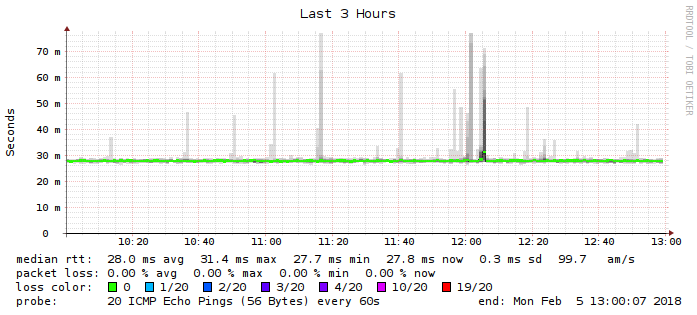 Last 3 Hours
RRDTOOL / TOBI OETIKER
Seconds
70 m
60 m
50 m
40 m
30 m
20 m
10 m
0
10:20 10:40 11:00 11:20 11:40 12:00 12:20 12:40 13:00
median rtt: 28.0 ms avg 31.4 ms max 27.7 ms min 27.8 ms now 0.3 ms sd 99.7 am/s
packet loss: 0.00 % avg 0.00 % max 0.00 % min 0.00 % now
loss color: 0 1/20 2/20 3/20 4/20 10/20 19/20
probe: 20 ICMP Echo Pings (56 Bytes) every 60s end: Mon Feb 5 13:00:07 2018